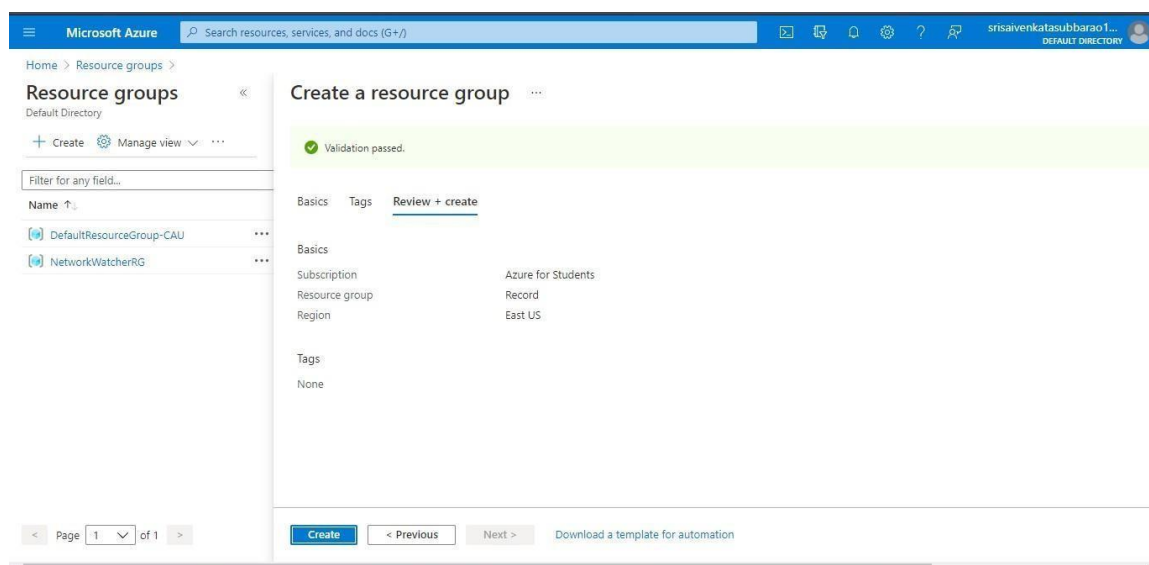 Microsoft Azure
Search resources, services, and docs (G+/)
srisaivenkatasubbarao1...
DEFAULT DIRECTORY
Home > Resource groups >
Resource groups
Default Directory
+ Create Manage view ...
Filter for any field...
Name ↑↓
DefaultResourceGroup-CAU ...
NetworkWatcherRG ...
< Page 1 of 1 >
Create a resource group ...
Validation passed.
Basics Tags Review + create
Basics
Subscription Azure for Students
Resource group Record
Region East US
Tags
None
Create < Previous Next > Download a template for automation